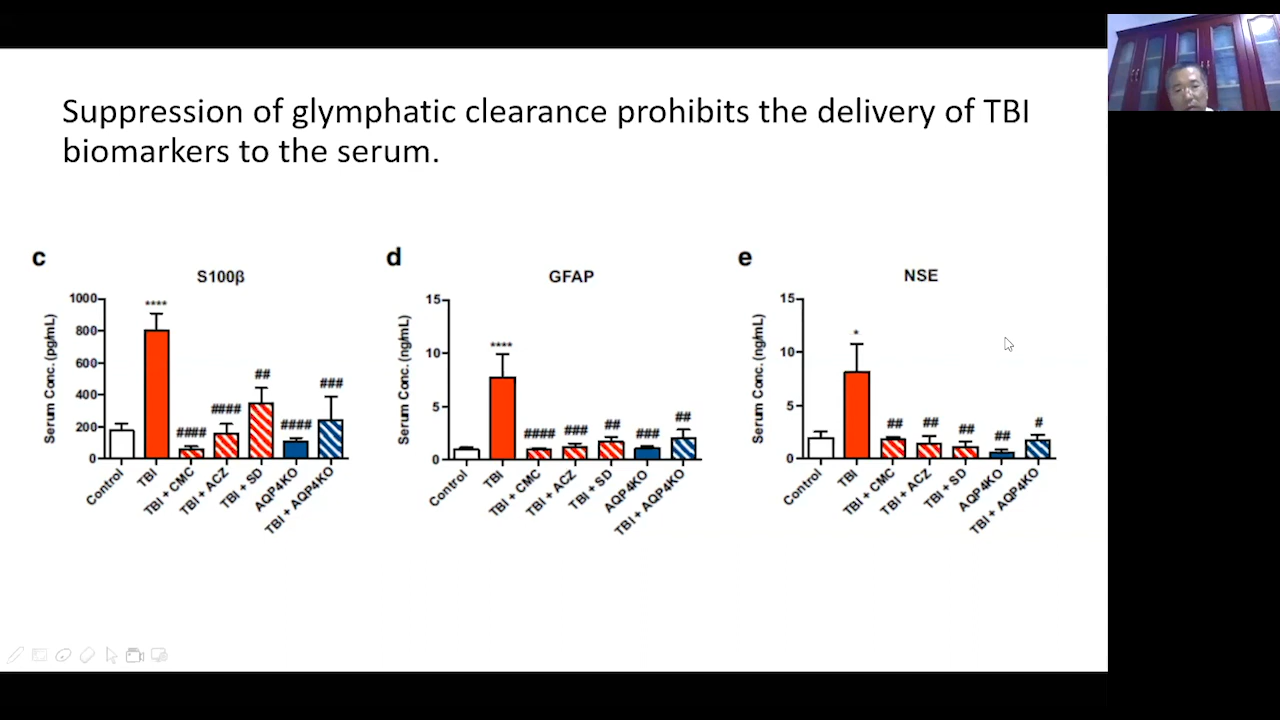 Suppression of glymphatic clearance prohibits the delivery of TBI
biomarkers to the serum.
c
S100β
Serum Conc. (pg/mL)
1000
800
600
400
200
0
****
####
####
##
####
###
Control
TBI
TBI + CMC
TBI + ACZ
TBI + SD
AQP4KO
TBI + AQP4KO
d
GFAP
Serum Conc. (ng/mL)
15
10
5
0
****
####
###
##
###
##
Control
TBI
TBI + CMC
TBI + ACZ
TBI + SD
AQP4KO
TBI + AQP4KO
e
NSE
Serum Conc. (ng/mL)
15
10
5
0
*
##
##
##
##
#
Control
TBI
TBI + CMC
TBI + ACZ
TBI + SD
AQP4KO
TBI + AQP4KO